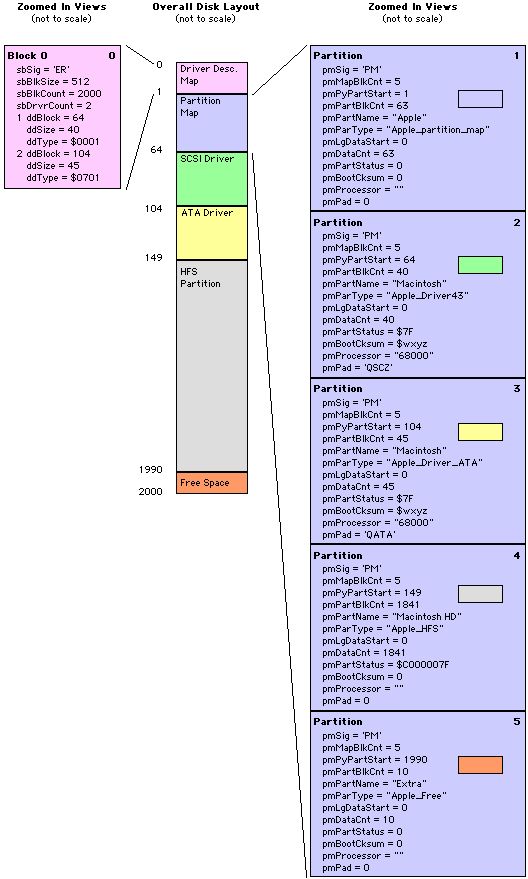 Zoomed In Views
(not to scale)
Block 0 0
sbSig = 'ER'
sbBlkSize = 512
sbBlkCount = 2000
sbDrvrCount = 2
1 ddBlock = 64
ddSize = 40
ddType = $0001
2 ddBlock = 104
ddSize = 45
ddType = $0701
Overall Disk Layout
(not to scale)
0
Driver Desc.
Map
1
Partition
Map
64
SCSI Driver
104
ATA Driver
149
HFS
Partition
1990
Free Space
2000
Zoomed In Views
(not to scale)
Partition 1
pmSig = 'PM'
pmMapBlkCnt = 5
pmPyPartStart = 1
pmPartBlkCnt = 63
pmPartName = "Apple"
pmParType = "Apple_partition_map"
pmLgDataStart = 0
pmDataCnt = 63
pmPartStatus = 0
pmBootCksum = 0
pmProcessor = ""
pmPad = 0
Partition 2
pmSig = 'PM'
pmMapBlkCnt = 5
pmPyPartStart = 64
pmPartBlkCnt = 40
pmPartName = "Macintosh"
pmParType = "Apple_Driver43"
pmLgDataStart = 0
pmDataCnt = 40
pmPartStatus = $7F
pmBootCksum = $wxyz
pmProcessor = "68000"
pmPad = 'QSCZ'
Partition 3
pmSig = 'PM'
pmMapBlkCnt = 5
pmPyPartStart = 104
pmPartBlkCnt = 45
pmPartName = "Macintosh"
pmParType = "Apple_Driver_ATA"
pmLgDataStart = 0
pmDataCnt = 45
pmPartStatus = $7F
pmBootCksum = $wxyz
pmProcessor = "68000"
pmPad = 'QATA'
Partition 4
pmSig = 'PM'
pmMapBlkCnt = 5
pmPyPartStart = 149
pmPartBlkCnt = 1841
pmPartName = "Macintosh HD"
pmParType = "Apple_HFS"
pmLgDataStart = 0
pmDataCnt = 1841
pmPartStatus = $C000007F
pmBootCksum = 0
pmProcessor = ""
pmPad = 0
Partition 5
pmSig = 'PM'
pmMapBlkCnt = 5
pmPyPartStart = 1990
pmPartBlkCnt = 10
pmPartName = "Extra"
pmParType = "Apple_Free"
pmLgDataStart = 0
pmDataCnt = 10
pmPartStatus = 0
pmBootCksum = 0
pmProcessor = ""
pmPad = 0